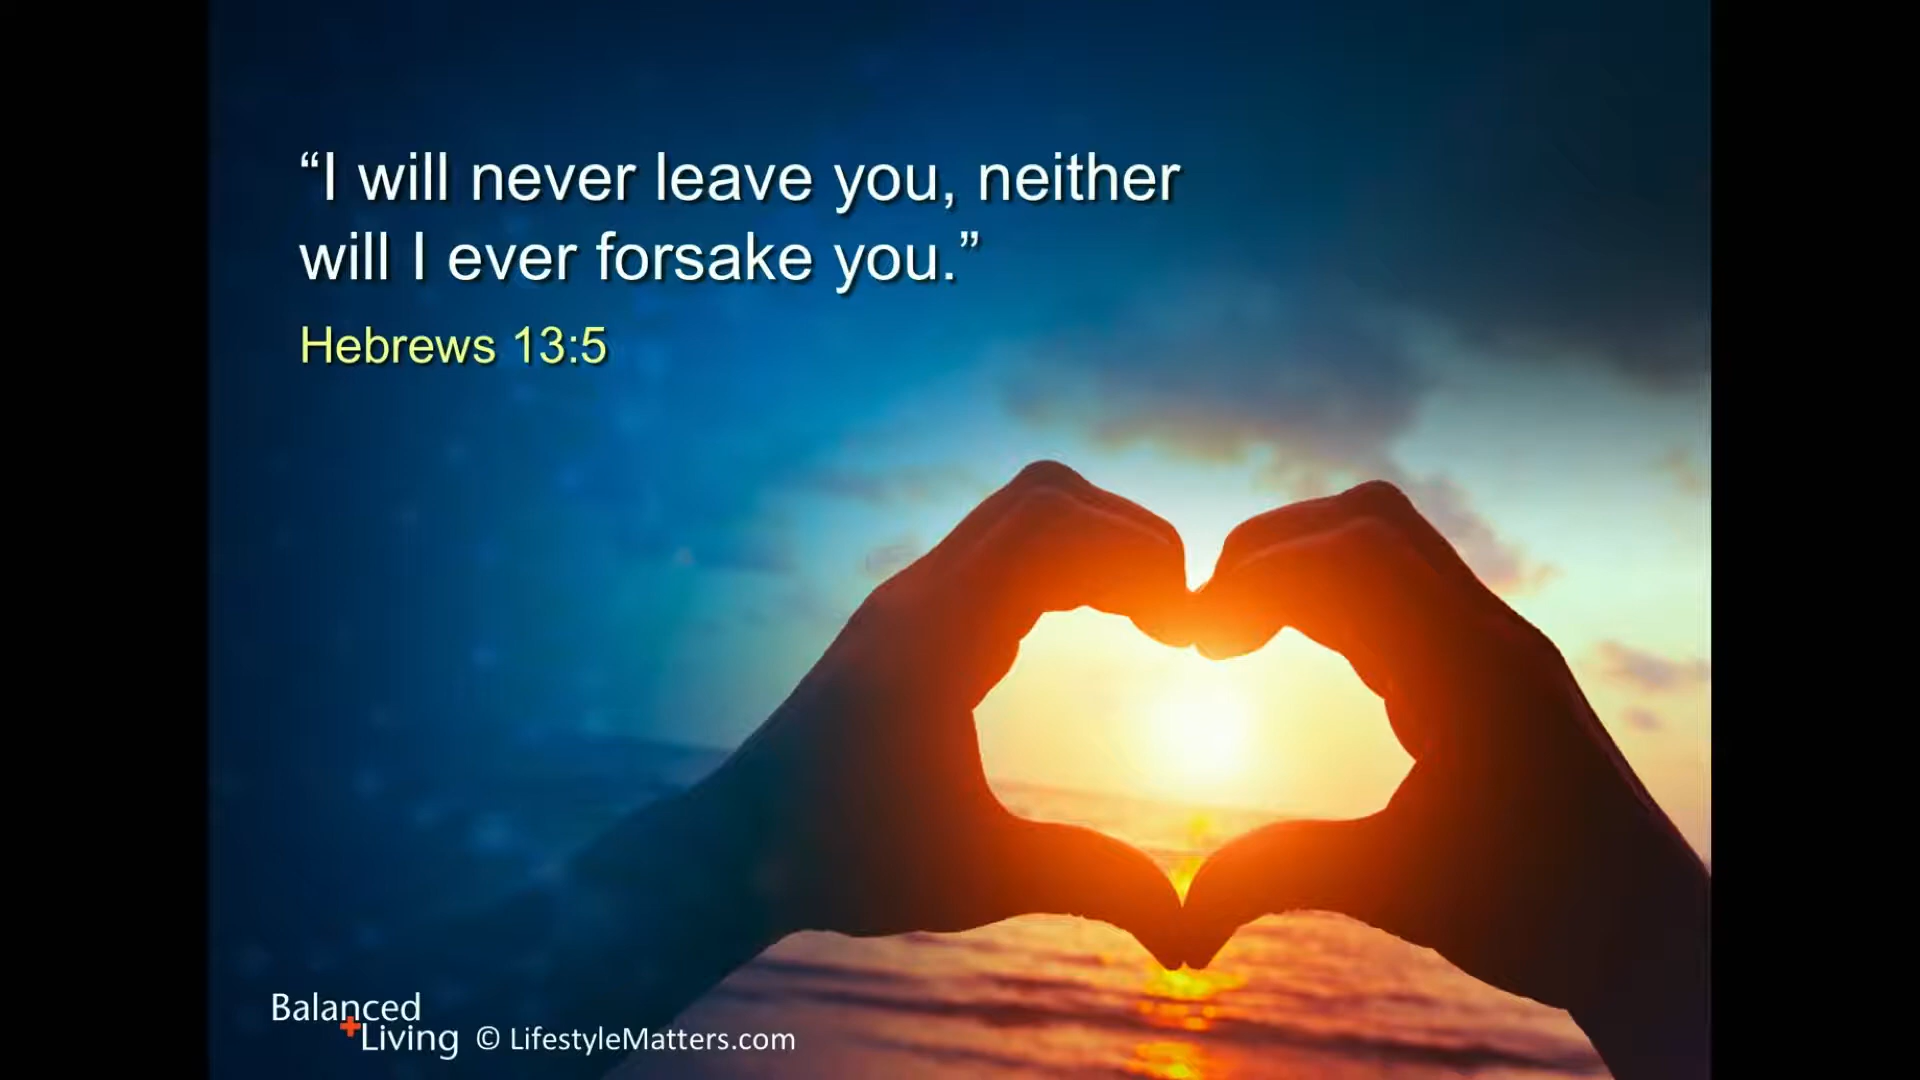 “I will never leave you, neither
will I ever forsake you.”
Hebrews 13:5
Balanced
Living © LifestyleMatters.com